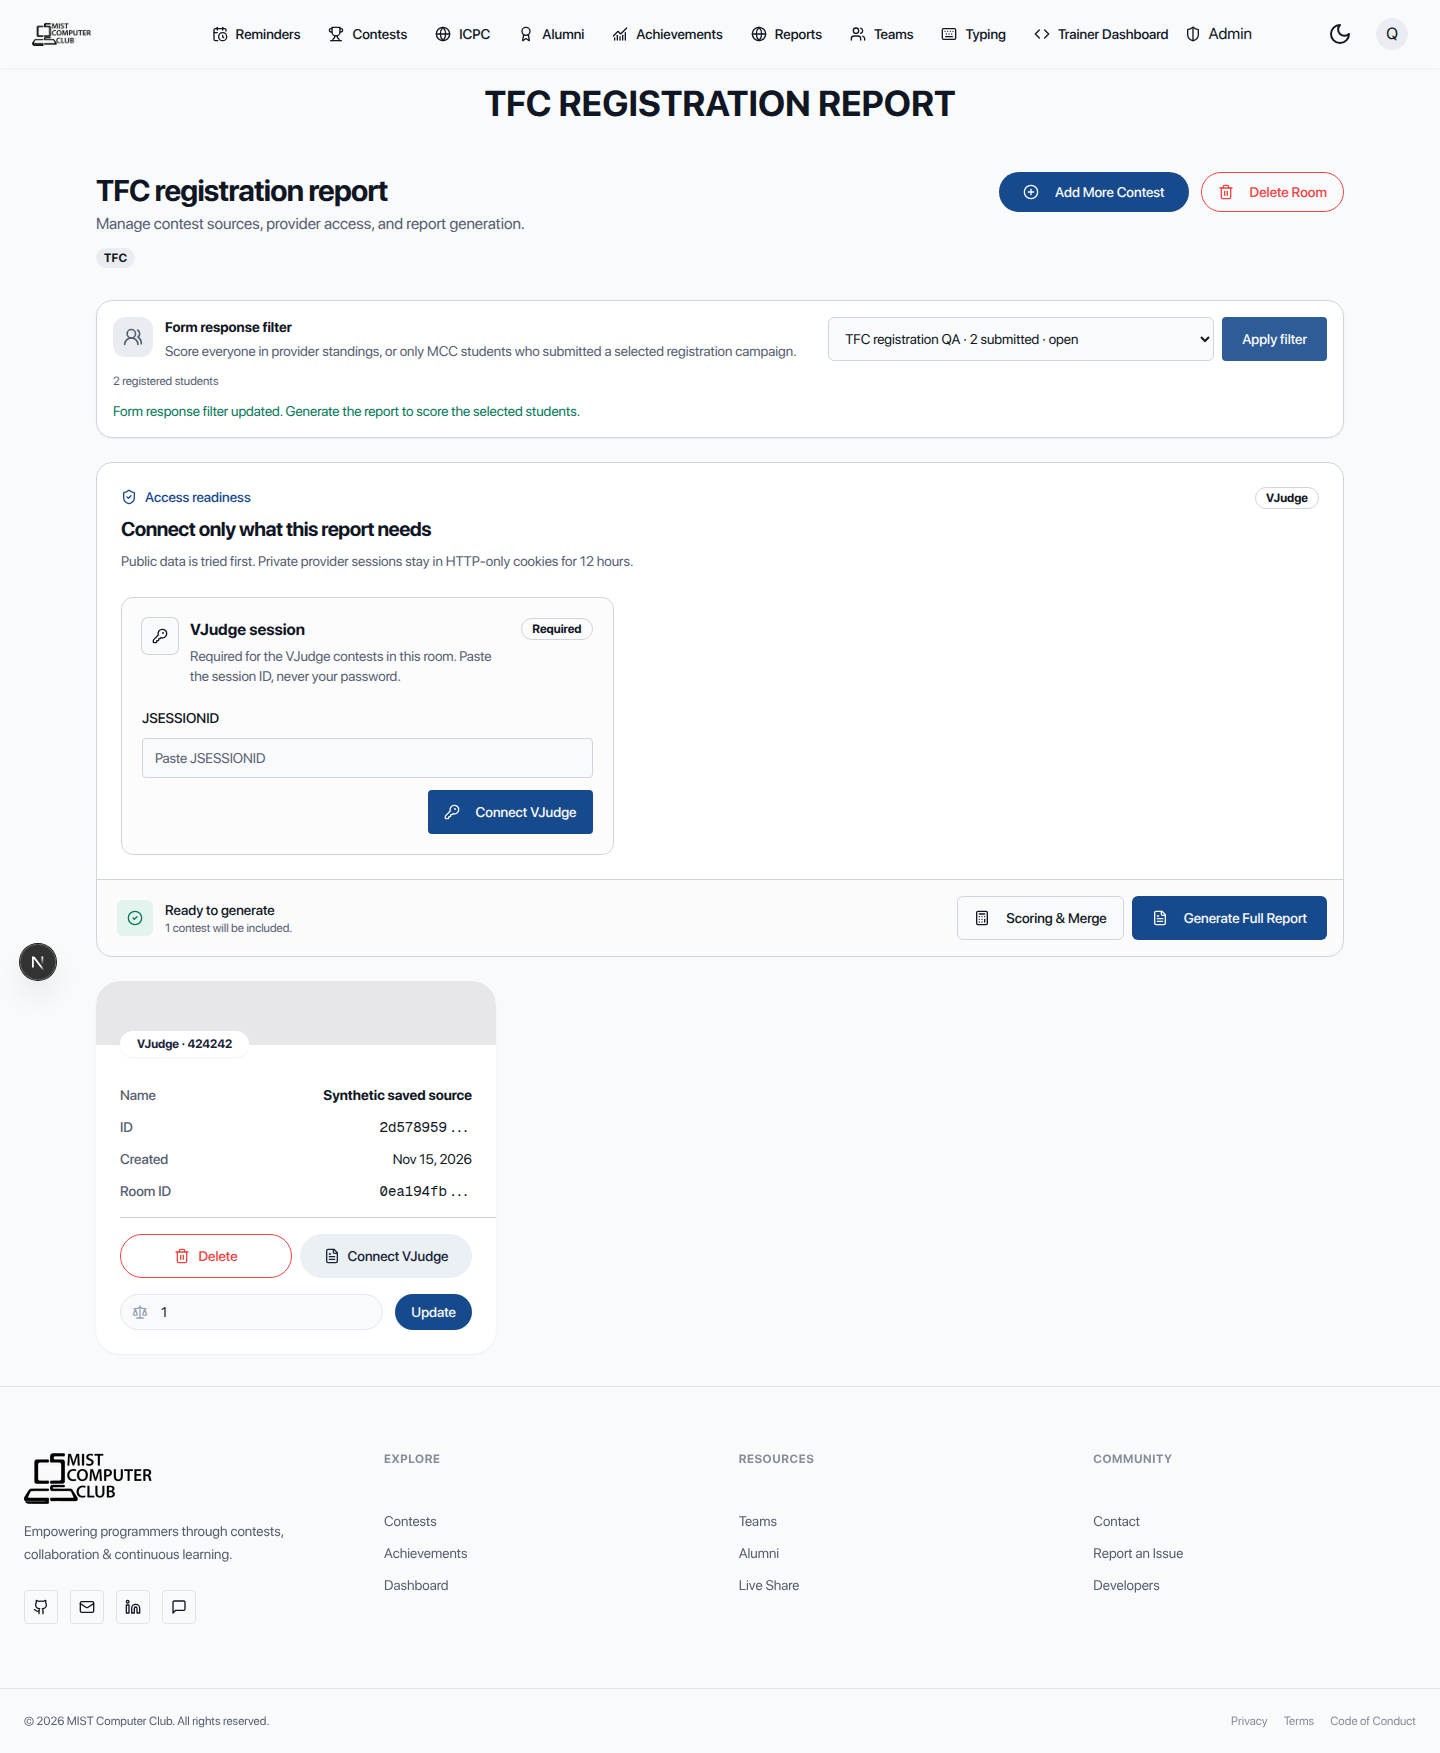 MIST
COMPUTER
CLUB
Reminders
Contests
ICPC
Alumni
Achievements
Reports
Teams
Typing
Trainer Dashboard
Admin
Q
TFC REGISTRATION REPORT
TFC registration report
Add More Contest
Delete Room
Manage contest sources, provider access, and report generation.
TFC
Form response filter
Score everyone in provider standings, or only MCC students who submitted a selected registration campaign.
TFC registration QA · 2 submitted · open
Apply filter
2 registered students
Form response filter updated. Generate the report to score the selected students.
Access readiness
VJudge
Connect only what this report needs
Public data is tried first. Private provider sessions stay in HTTP-only cookies for 12 hours.
VJudge session
Required
Required for the VJudge contests in this room. Paste
the session ID, never your password.
JSESSIONID
Paste JSESSIONID
Connect VJudge
Ready to generate
1 contest will be included.
Scoring & Merge
Generate Full Report
N
VJudge · 424242
Name
Synthetic saved source
ID
2d578959...
Created
Nov 15, 2026
Room ID
0ea194fb...
Delete
Connect VJudge
1
Update
MIST
COMPUTER
CLUB
Empowering programmers through contests,
collaboration & continuous learning.
EXPLORE
Contests
Achievements
Dashboard
RESOURCES
Teams
Alumni
Live Share
COMMUNITY
Contact
Report an Issue
Developers
© 2026 MIST Computer Club. All rights reserved.
Privacy
Terms
Code of Conduct